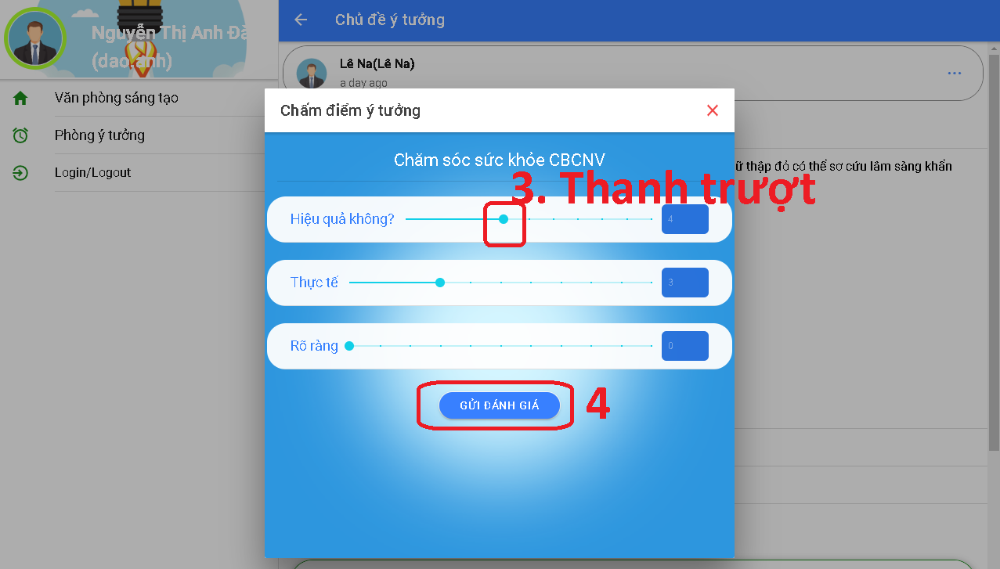 Nguyễn Thị Anh
(dao.anh)
Văn phòng sáng tạo
Phòng ý tưởng
Login/Logout
Chủ đề ý tưởng
Lê Na(Lê Na)
a day ago
Chấm điểm ý tưởng
Chăm sóc sức khỏe CBCNV
thập đỏ có thể sơ cứu lâm sàng khẩn
3. Thanh trượt
Hiệu quả không?
4
Thực tế
3
Rõ ràng
0
GỬI ĐÁNH GIÁ
4